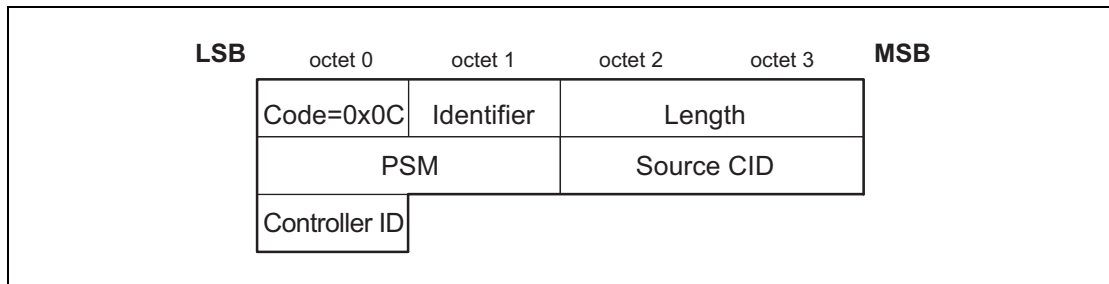 LSB octet 0 octet 1 octet 2 octet 3 MSB
Code=0x0C Identifier Length
PSM Source CID
Controller ID